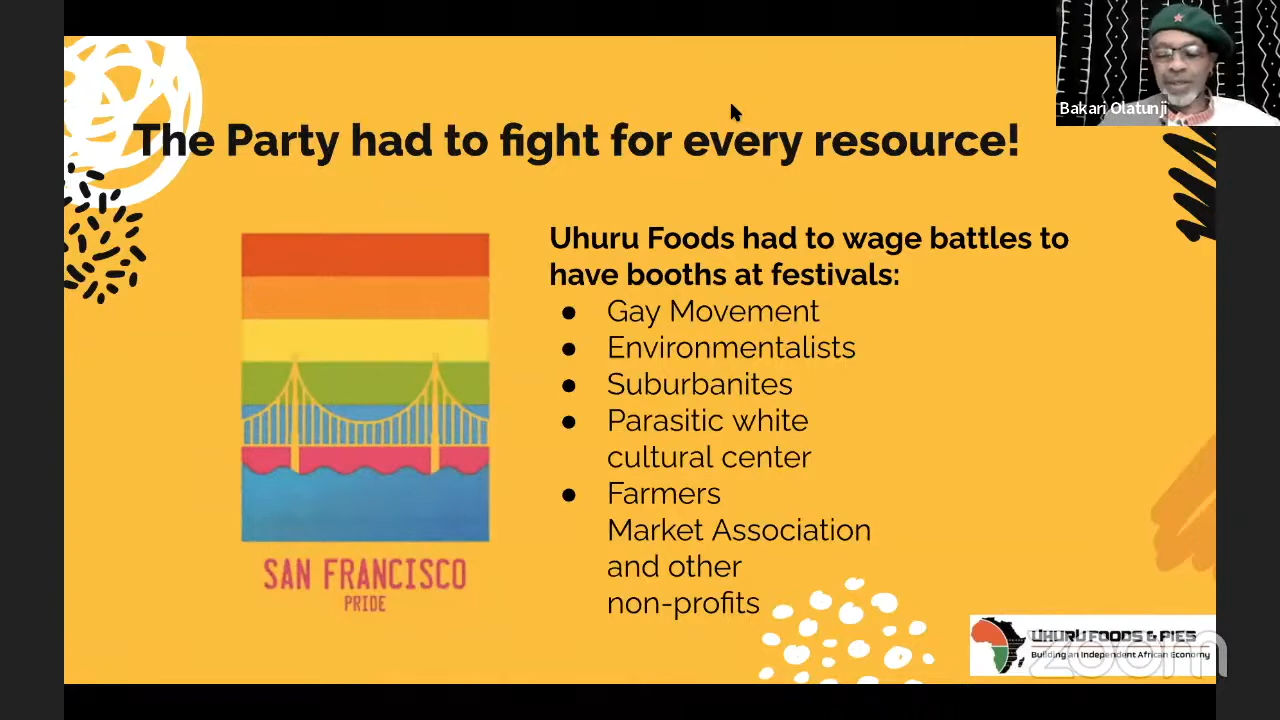 Bakari Olatunji
The Party had to fight for every resource!
Uhuru Foods had to wage battles to
have booths at festivals:
● Gay Movement
● Environmentalists
● Suburbanites
● Parasitic white
cultural center
● Farmers
Market Association
and other
non-profits
SAN FRANCISCO
PRIDE
UHURU FOODS & PIES
Building an Independent African Economy
zoom